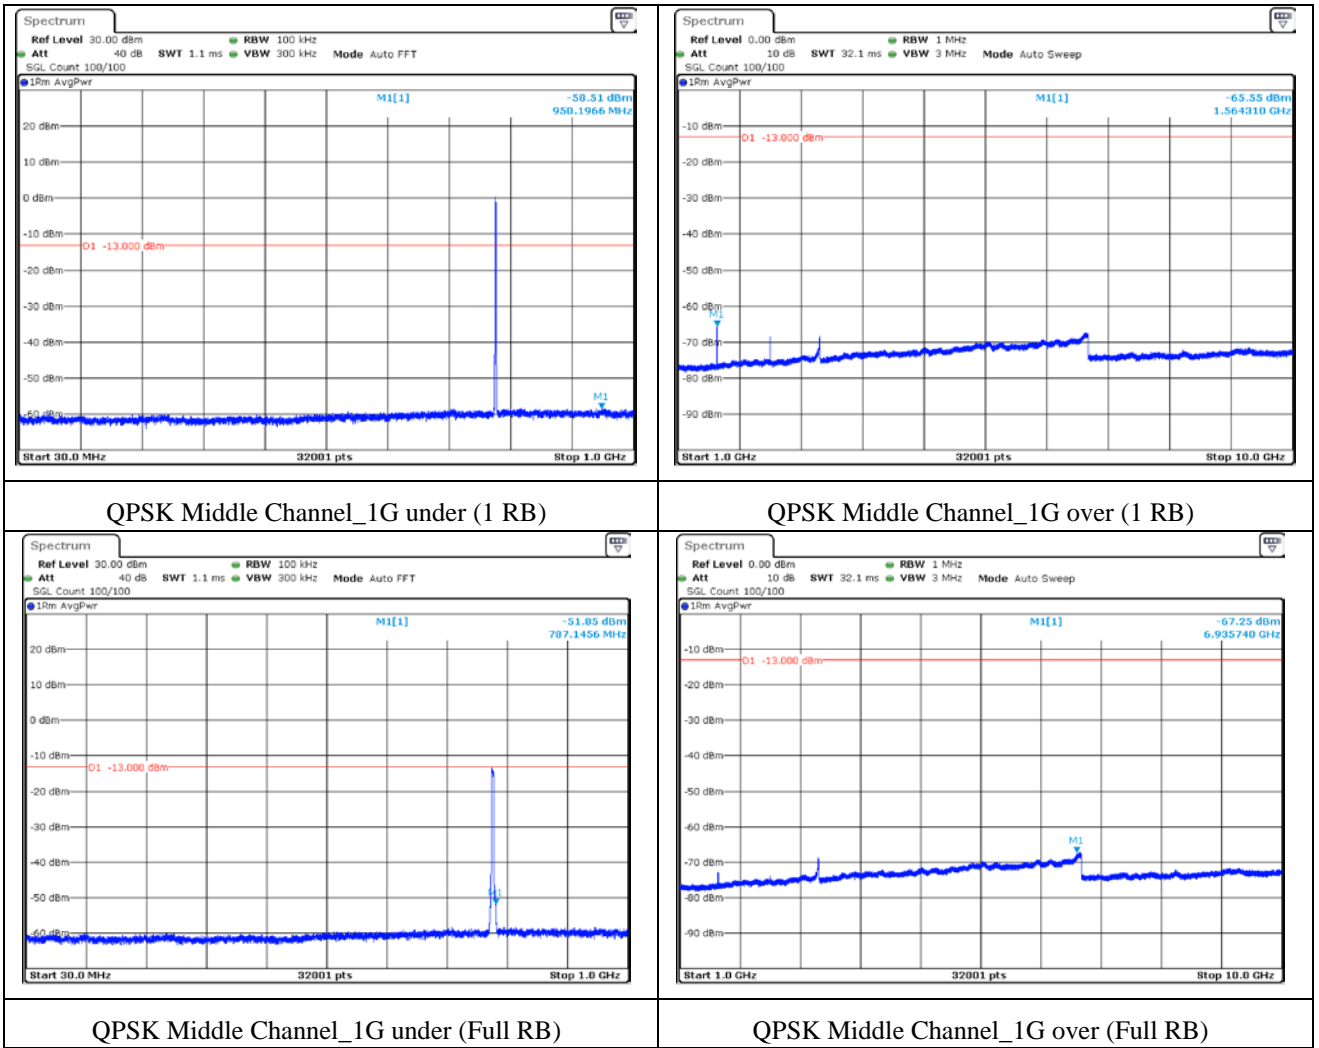 Spectrum
Ref Level 30.00 dBm RBW 100 kHz
Att 40 dB SWT 1.1 ms VBW 300 kHz Mode Auto FFT
SGL Count 100/100
1Rm AvgPwr
M1[1] -58.51 dBm
950.1966 MHz
20 dBm
10 dBm
0 dBm
-10 dBm
D1 -13.000 dBm
-20 dBm
-30 dBm
-40 dBm
-50 dBm
M1
-60 dBm
Start 30.0 MHz 32001 pts Stop 1.0 GHz
QPSK Middle Channel_1G under (1 RB)
Spectrum
Ref Level 0.00 dBm RBW 1 MHz
Att 10 dB SWT 32.1 ms VBW 3 MHz Mode Auto Sweep
SGL Count 100/100
1Rm AvgPwr
M1[1] -65.55 dBm
1.564310 GHz
-10 dBm
D1 -13.000 dBm
-20 dBm
-30 dBm
-40 dBm
-50 dBm
-60 dBm
M1
-70 dBm
-80 dBm
-90 dBm
Start 1.0 GHz 32001 pts Stop 10.0 GHz
QPSK Middle Channel_1G over (1 RB)
Spectrum
Ref Level 30.00 dBm RBW 100 kHz
Att 40 dB SWT 1.1 ms VBW 300 kHz Mode Auto FFT
SGL Count 100/100
1Rm AvgPwr
M1[1] -51.85 dBm
787.1456 MHz
20 dBm
10 dBm
0 dBm
-10 dBm
D1 -13.000 dBm
-20 dBm
-30 dBm
-40 dBm
-50 dBm
M1
-60 dBm
Start 30.0 MHz 32001 pts Stop 1.0 GHz
QPSK Middle Channel_1G under (Full RB)
Spectrum
Ref Level 0.00 dBm RBW 1 MHz
Att 10 dB SWT 32.1 ms VBW 3 MHz Mode Auto Sweep
SGL Count 100/100
1Rm AvgPwr
M1[1] -67.25 dBm
6.935740 GHz
-10 dBm
D1 -13.000 dBm
-20 dBm
-30 dBm
-40 dBm
-50 dBm
-60 dBm
M1
-70 dBm
-80 dBm
-90 dBm
Start 1.0 GHz 32001 pts Stop 10.0 GHz
QPSK Middle Channel_1G over (Full RB)